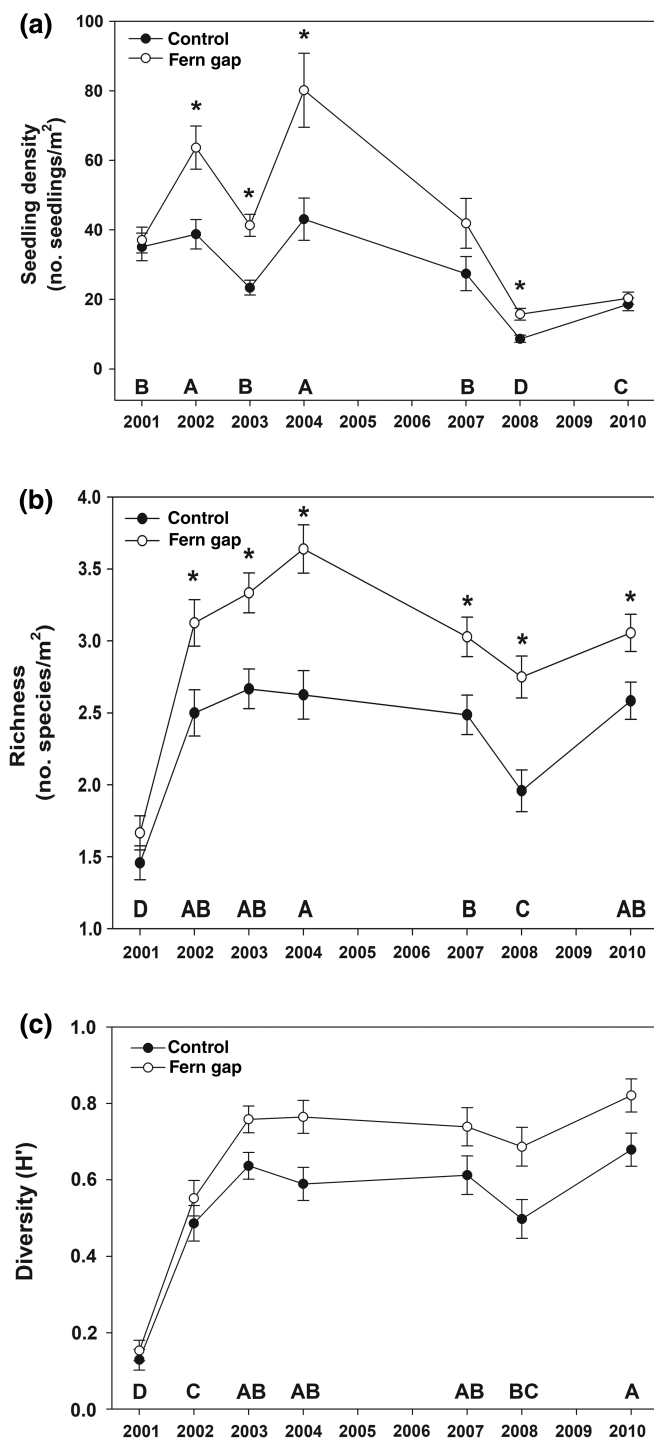 (a)
Control
Fern gap
Seedling density
(no. seedlings/m²)
100
80
60
40
20
0
* * * *
B A B A B D C
2001 2002 2003 2004 2005 2006 2007 2008 2009 2010
(b)
Control
Fern gap
Richness
(no. species/m²)
4.0
3.5
3.0
2.5
2.0
1.5
1.0
* * * * * *
D AB AB A B C AB
2001 2002 2003 2004 2005 2006 2007 2008 2009 2010
(c)
Control
Fern gap
Diversity (H')
1.0
0.8
0.6
0.4
0.2
0.0
D C AB AB AB BC A
2001 2002 2003 2004 2005 2006 2007 2008 2009 2010